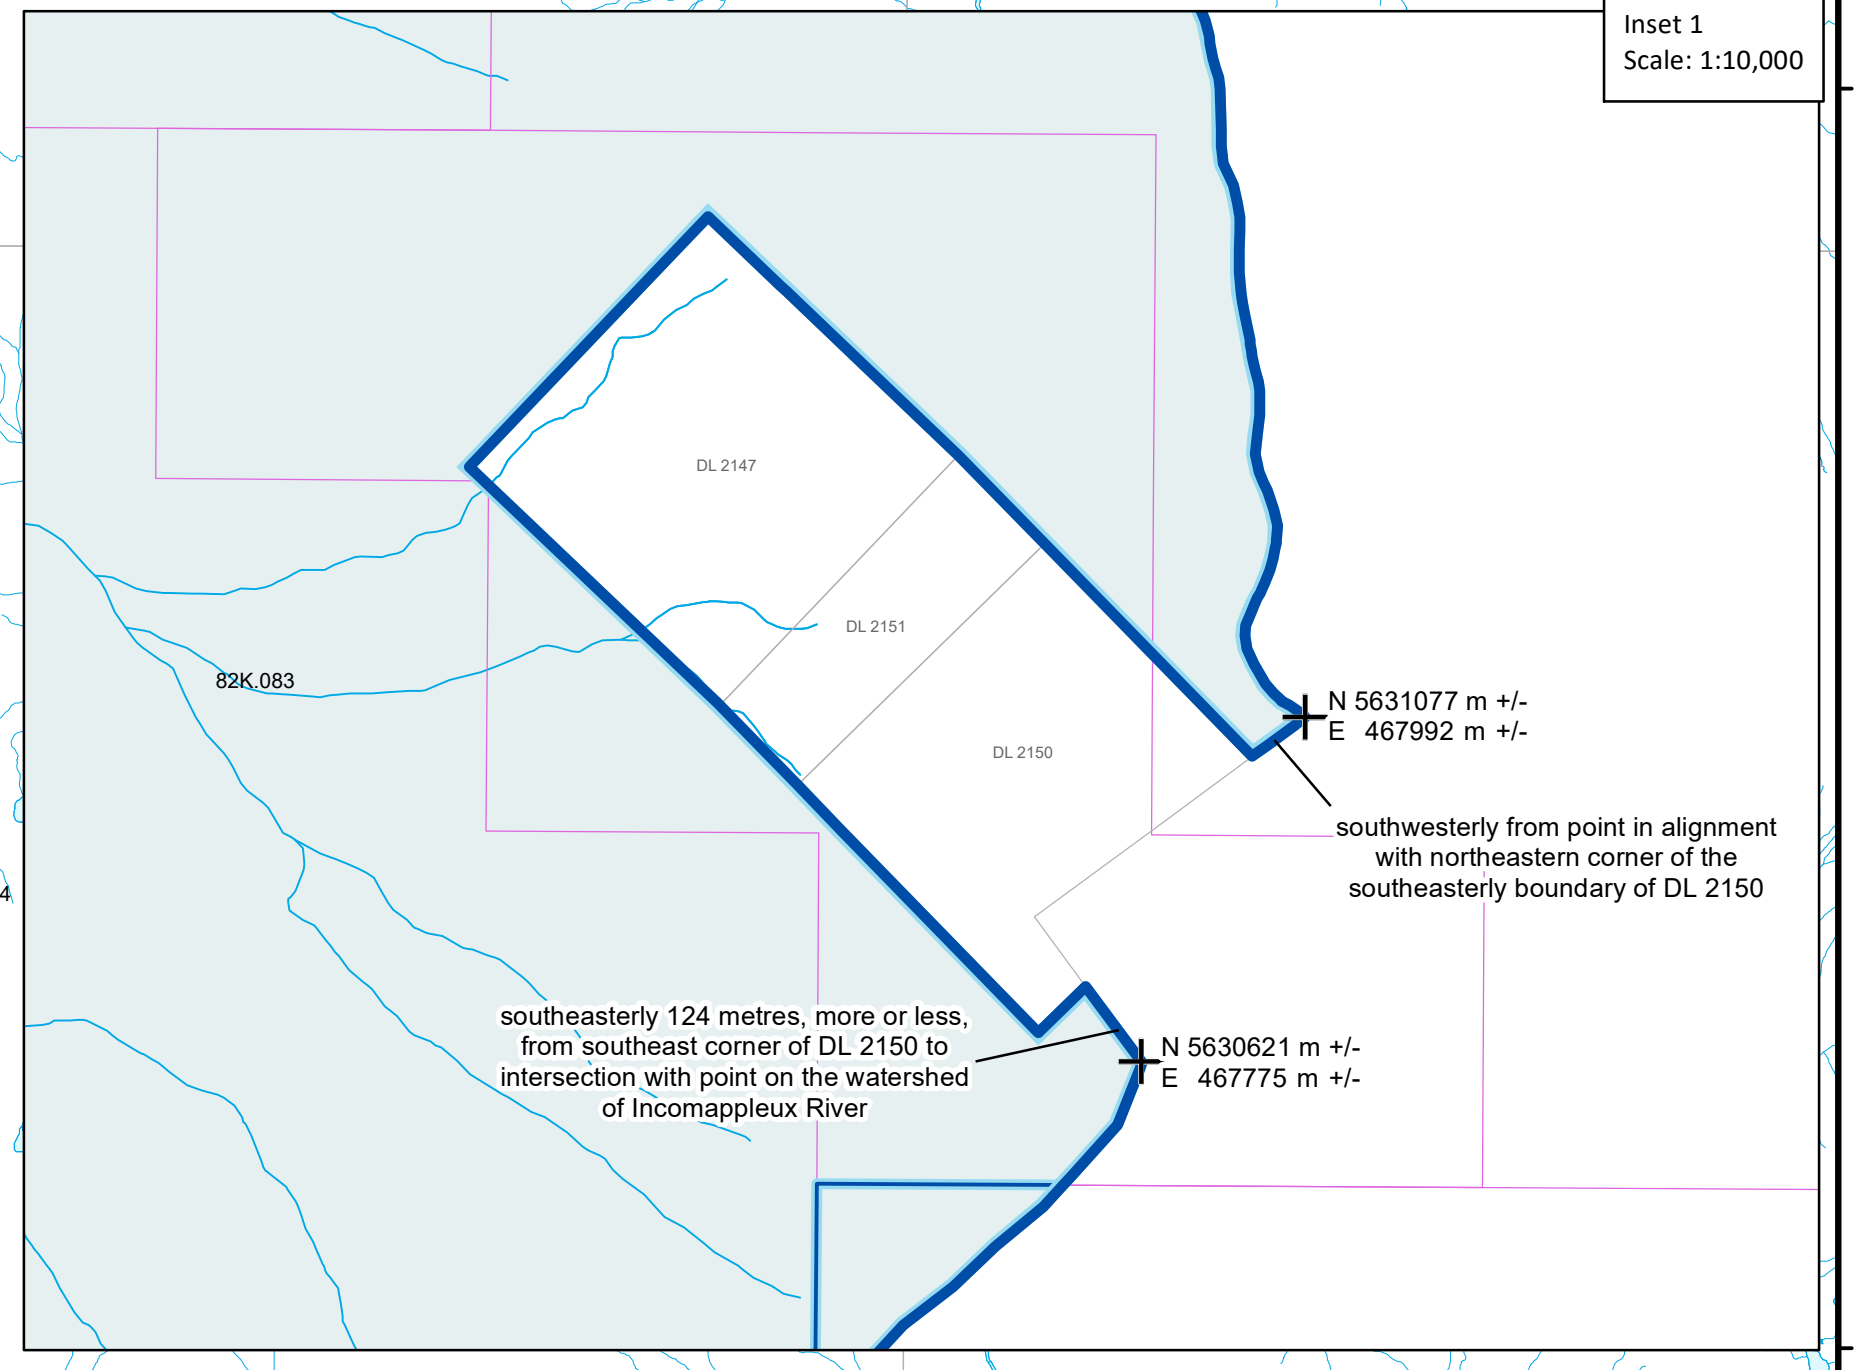 Inset 1
Scale: 1:10,000
DL 2147
DL 2151
82K.083
N 5631077 m +/-
E 467992 m +/-
DL 2150
southwesterly from point in alignment
with northeastern corner of the
southeasterly boundary of DL 2150
4
southeasterly 124 metres, more or less,
from southeast corner of DL 2150 to
intersection with point on the watershed
of Incomappleux River
N 5630621 m +/-
E 467775 m +/-